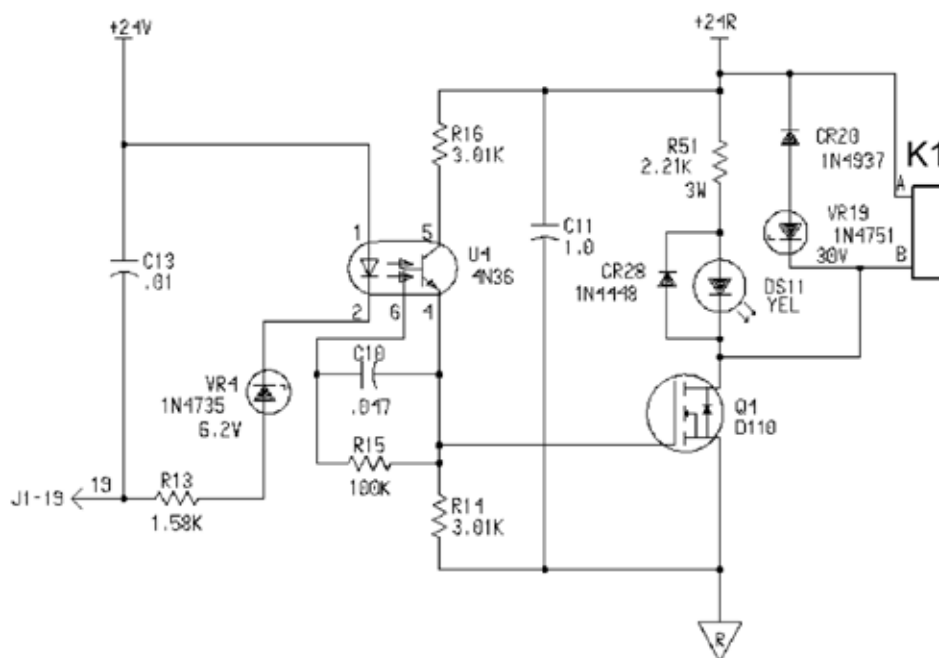 +24V
+24R
R16
3.01K
R51
2.21K
3W
CR20
1N4937
K1
A
VR19
1N4751
B
30V
C13
.01
1
5
U4
4N36
C11
1.0
CR28
1N4448
DS11
YEL
2
6
4
C10
.047
VR4
1N4735
6.2V
Q1
D110
R15
100K
J1-19
19
R13
1.58K
R14
3.01K
R